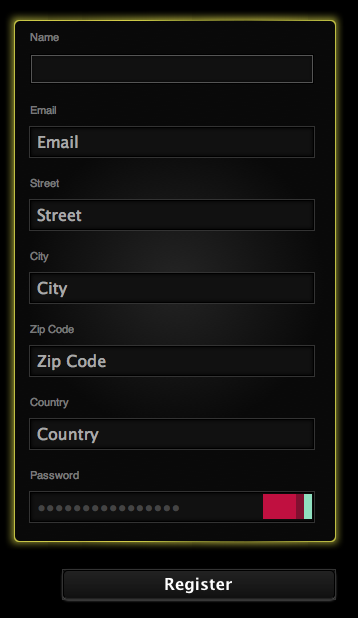 Name
Email
Email
Street
Street
City
City
Zip Code
Zip Code
Country
Country
Password
••••••••••••••••
Register